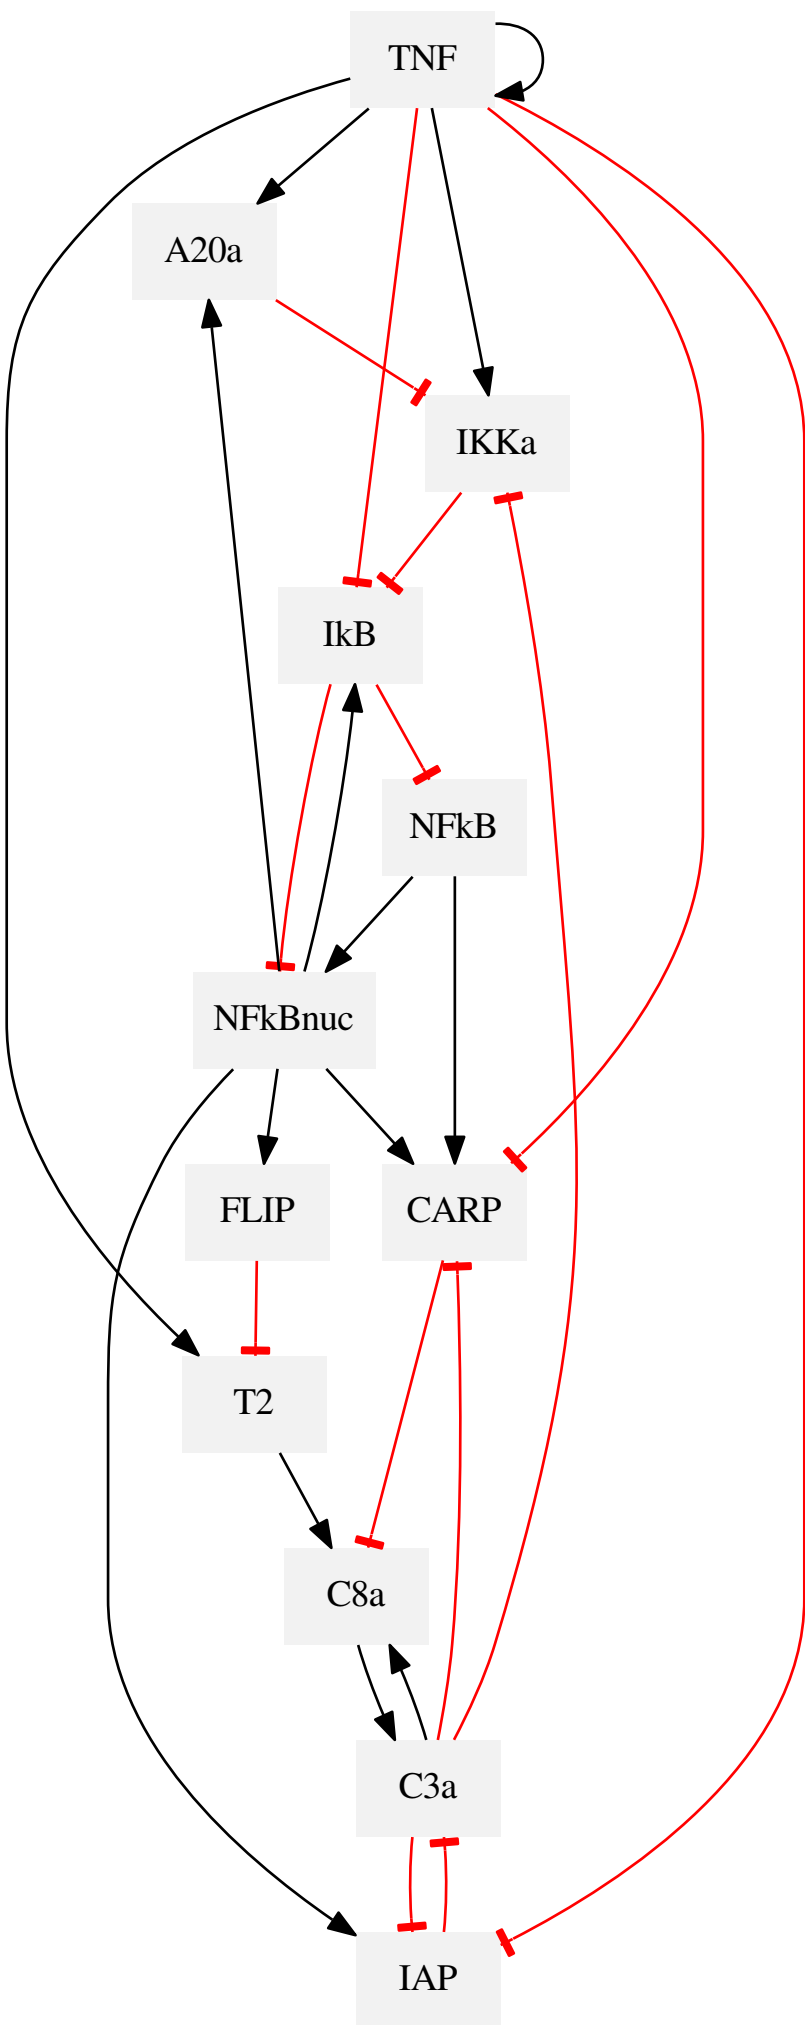 TNF
A20a
IKKa
IkB
NFkB
NFkBnuc
FLIP
CARP
T2
C8a
C3a
IAP